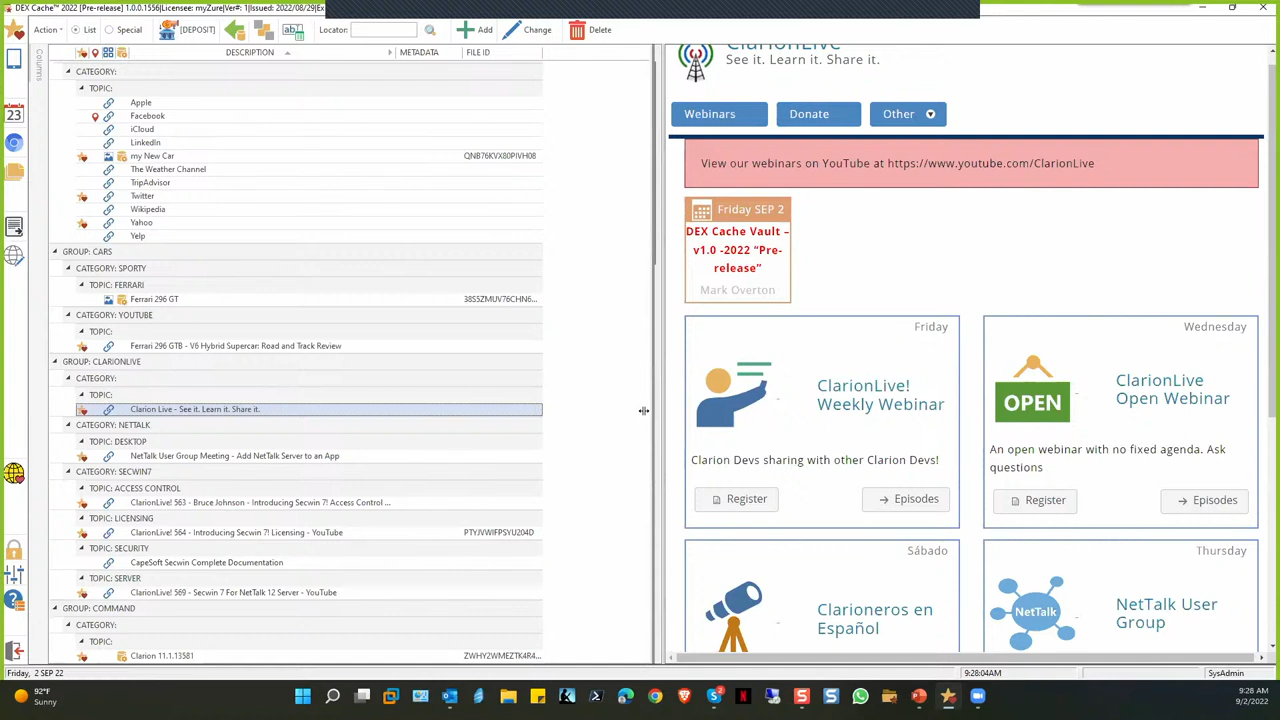 DEX Cache™ 2022 [Pre-release] 1.0.0.1556|Licensee: myZure|Ver#: 1|Issued: 2022/08/29|E
Action
List
Special
[DEPOSIT]
Locator:
Add
Change
Delete
Columns
DESCRIPTION
METADATA
FILE ID
CATEGORY:
TOPIC:
Apple
Facebook
iCloud
LinkedIn
my New Car QNB76KVX80PIVH08
The Weather Channel
TripAdvisor
Twitter
Wikipedia
Yahoo
Yelp
GROUP: CARS
CATEGORY: SPORTY
TOPIC: FERRARI
Ferrari 296 GT 38S5ZMUV76CHN6...
CATEGORY: YOUTUBE
TOPIC:
Ferrari 296 GTB - V6 Hybrid Supercar: Road and Track Review
GROUP: CLARIONLIVE
CATEGORY:
TOPIC:
Clarion Live - See it. Learn it. Share it.
CATEGORY: NETTALK
TOPIC: DESKTOP
NetTalk User Group Meeting - Add NetTalk Server to an App
CATEGORY: SECWIN7
TOPIC: ACCESS CONTROL
ClarionLive! 563 - Bruce Johnson - Introducing Secwin 7! Access Control ...
TOPIC: LICENSING
ClarionLive! 564 - Introducing Secwin 7! Licensing - YouTube PTYJVWIFPSYU204D
TOPIC: SECURITY
CapeSoft Secwin Complete Documentation
TOPIC: SERVER
ClarionLive! 569 - Secwin 7 For NetTalk 12 Server - YouTube
GROUP: COMMAND
CATEGORY:
TOPIC:
Clarion 11.1.13581 ZWHY2WMEZTK4R4...
ClarionLive
See it. Learn it. Share it.
Webinars
Donate
Other
View our webinars on YouTube at https://www.youtube.com/ClarionLive
Friday SEP 2
DEX Cache Vault –
v1.0 -2022 “Pre-
release”
Mark Overton
Friday
ClarionLive!
Weekly Webinar
Clarion Devs sharing with other Clarion Devs!
Register
Episodes
Wednesday
OPEN
ClarionLive
Open Webinar
An open webinar with no fixed agenda. Ask
questions
Register
Episodes
Sábado
Clarioneros en
Español
Thursday
NetTalk
NetTalk User
Group
23
Friday, 2 SEP 22
9:28:04AM
SysAdmin
92°F
Sunny
9:28 AM
9/2/2022